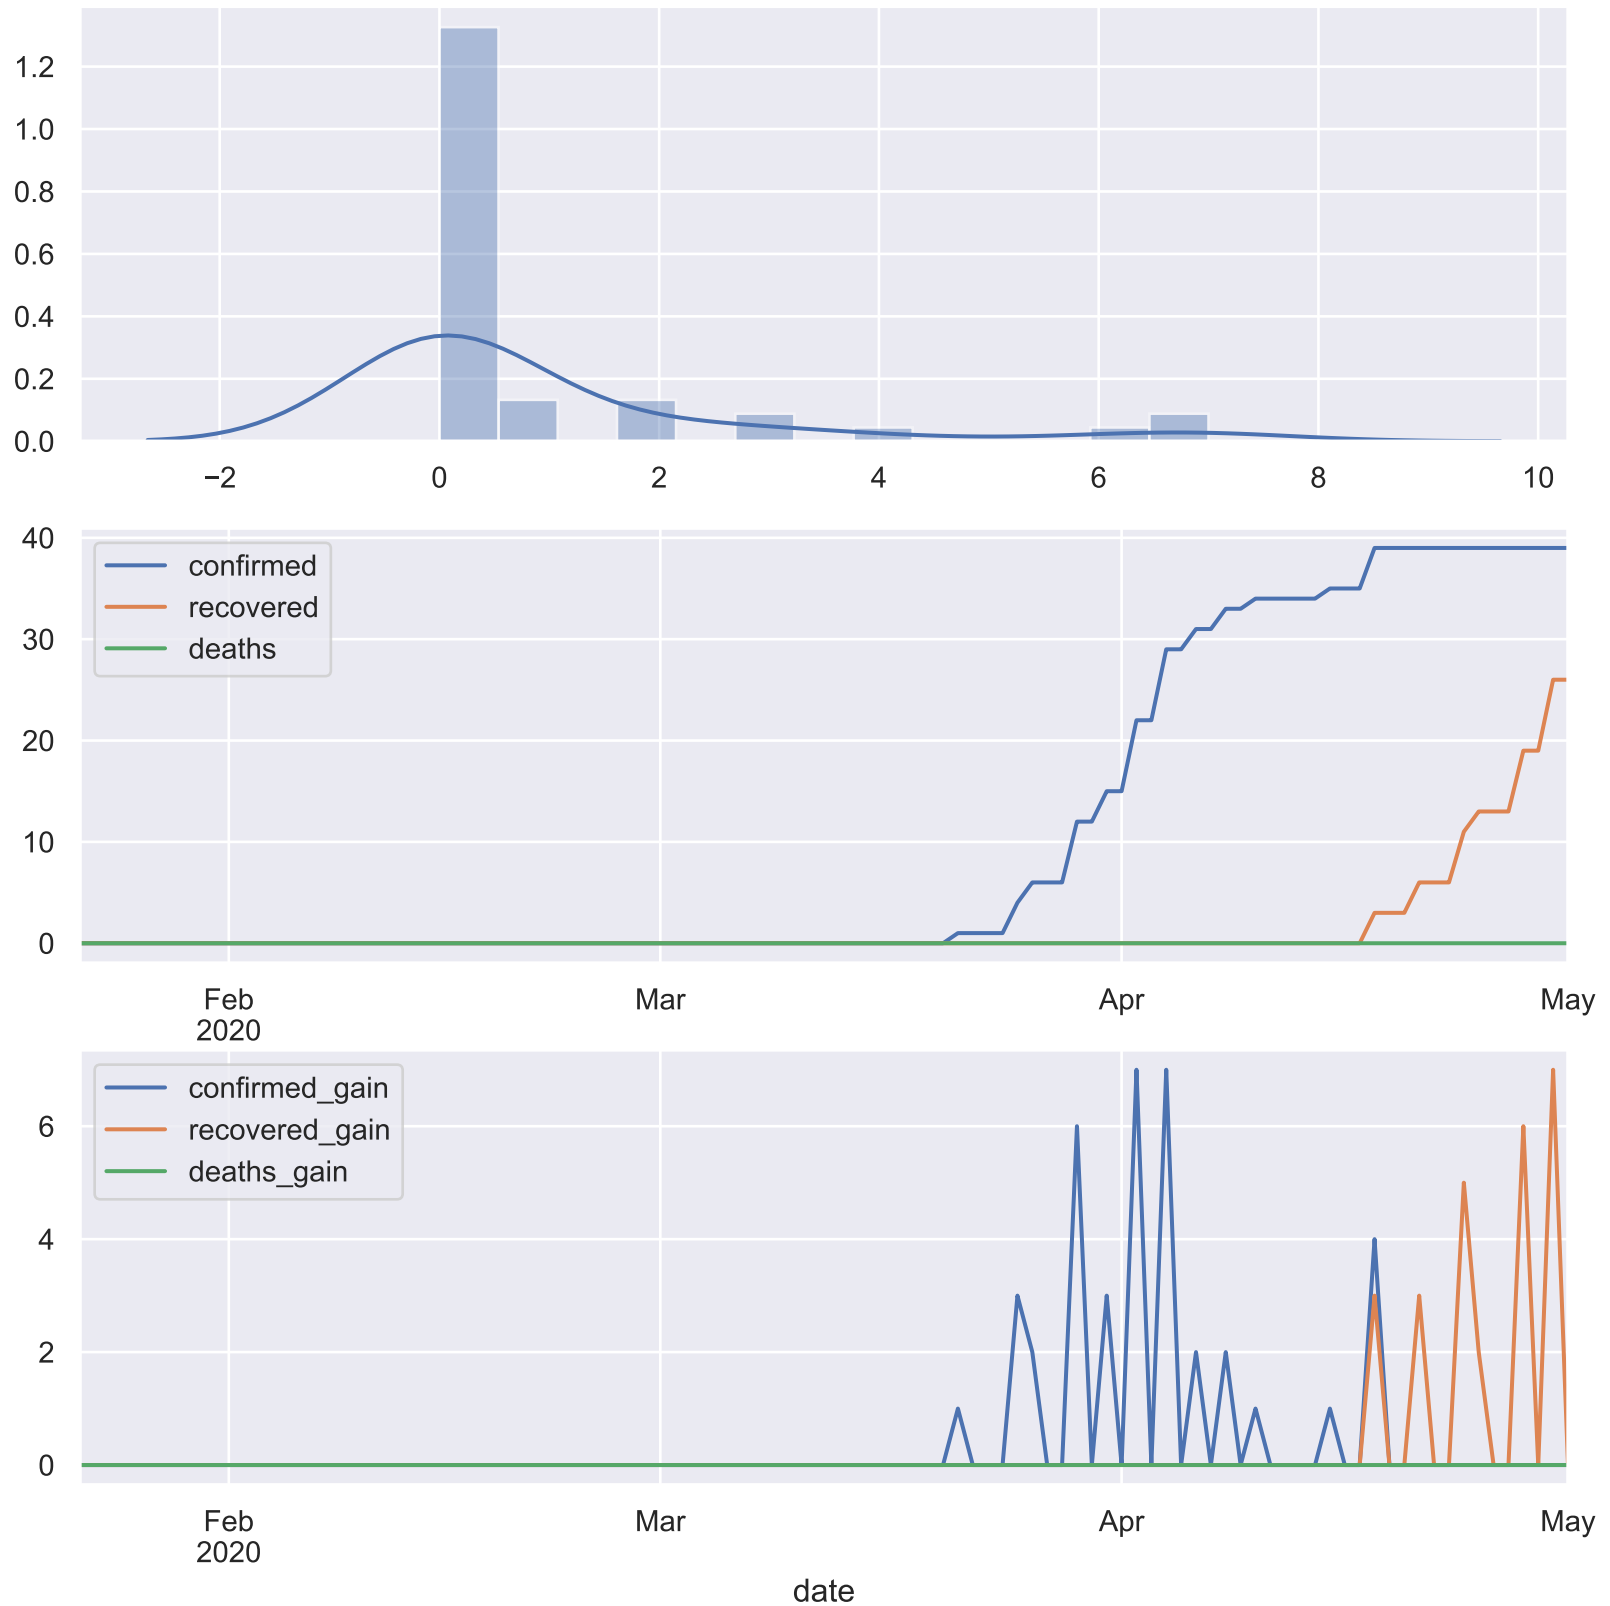 1.2
1.0
0.8
0.6
0.4
0.2
0.0
−2 0 2 4 6 8 10
40
30
20
10
0
confirmed
recovered
deaths
Feb Mar Apr May
2020
6
4
2
0
confirmed_gain
recovered_gain
deaths_gain
Feb Mar Apr May
2020
date